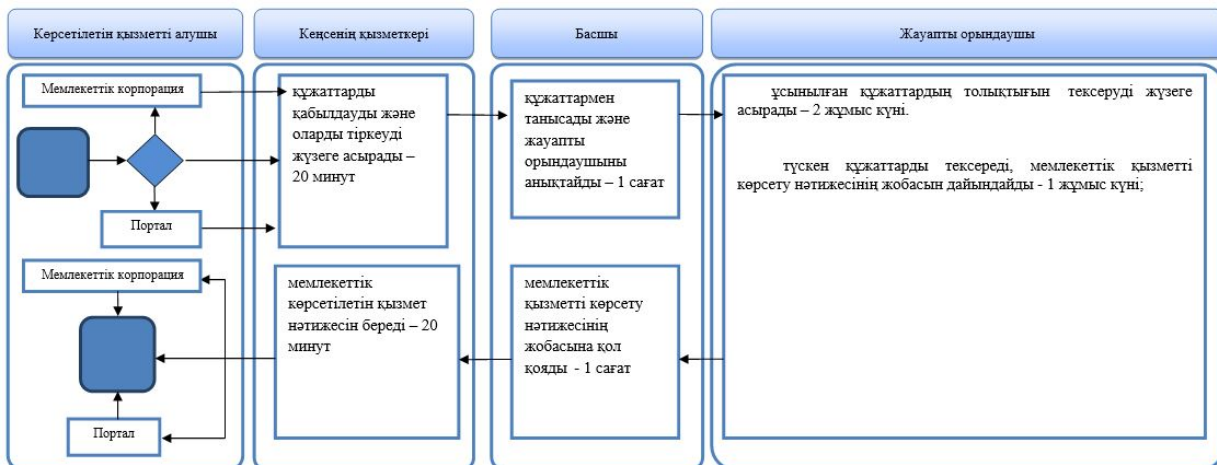 Көрсетілетін қызметті алушы
Кеңсенің қызметкері
Басшы
Жауапты орындаушы
Мемлекеттік корпорация
Портал
құжаттарды
қабылдауды және
оларды тіркеуді
жүзеге асырады –
20 минут
құжаттармен
танысады және
жауапты
орындаушыны
анықтайды – 1 сағат
ұсынылған құжаттардың толықтығын тексеруді жүзеге
асырады – 2 жұмыс күні.
түскен құжаттарды тексереді, мемлекеттік қызметті
көрсету нәтижесінің жобасын дайындайды - 1 жұмыс күні;
Мемлекеттік корпорация
Портал
мемлекеттік
көрсетілетін қызмет
нәтижесін береді – 20
минут
мемлекеттік
қызметті көрсету
нәтижесінің
жобасына қол
қояды - 1 сағат